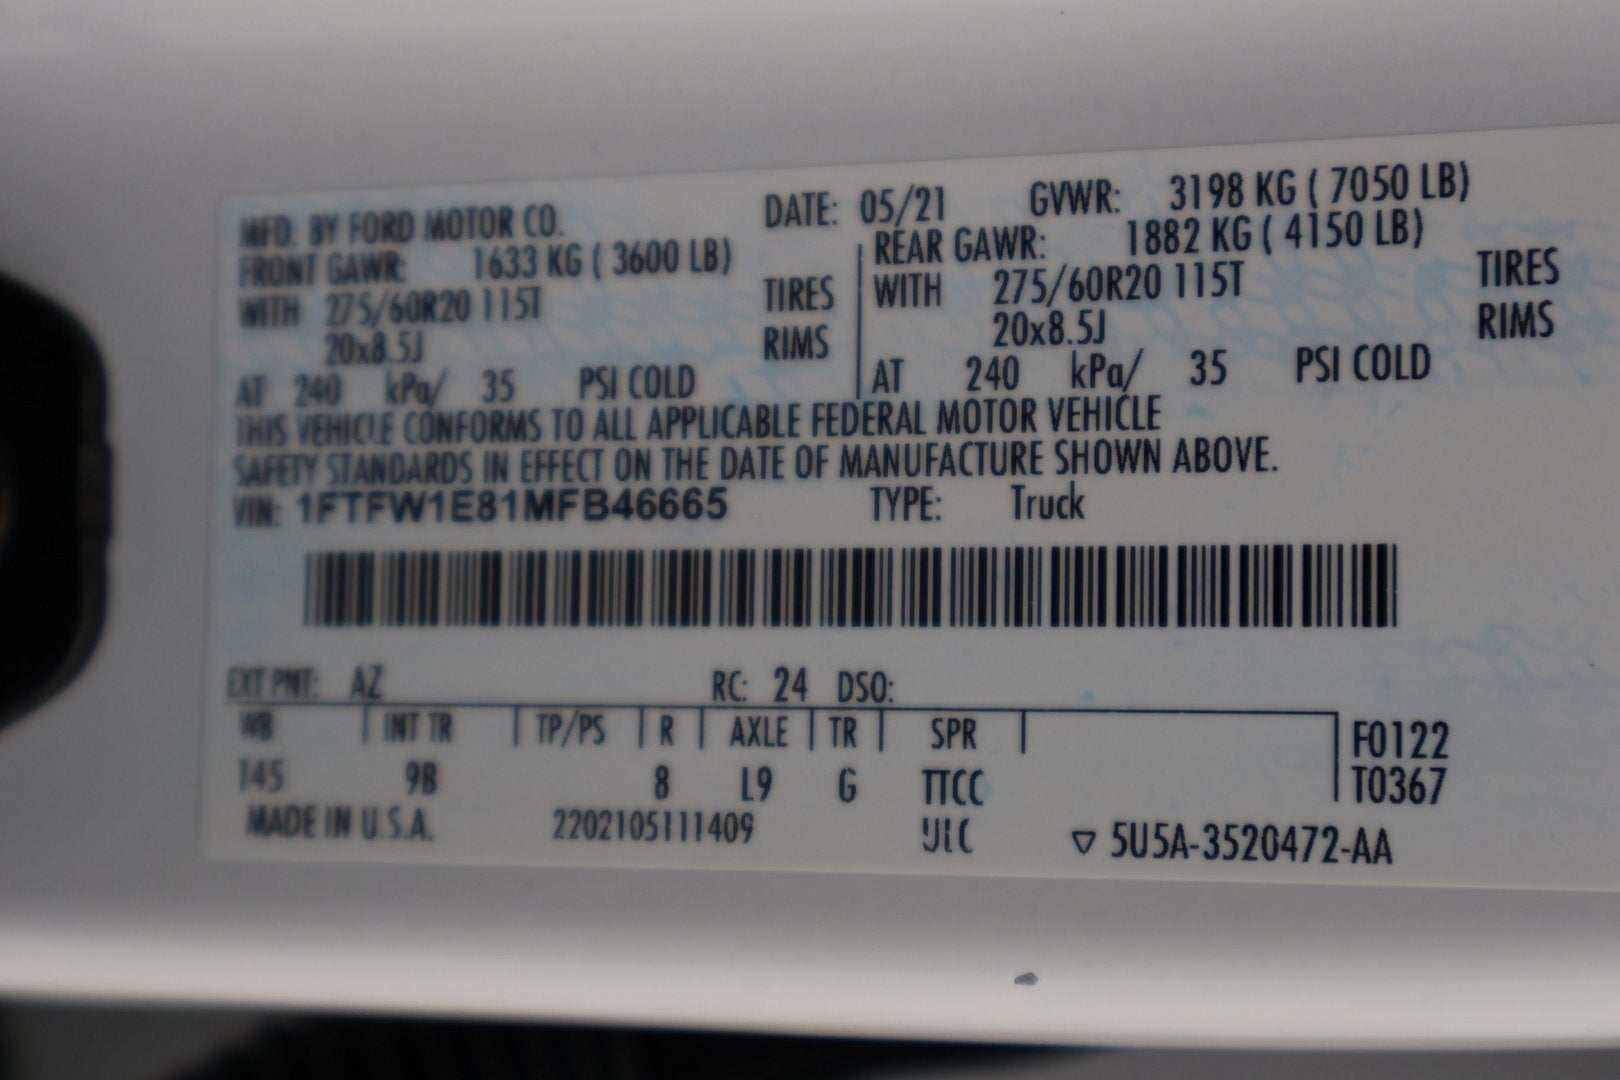 MFD. BY FORD MOTOR CO. DATE: 05/21 GVWR: 3198 KG ( 7050 LB)
FRONT GAWR: 1633 KG ( 3600 LB) REAR GAWR: 1882 KG ( 4150 LB)
WITH 275/60R20 115T TIRES WITH 275/60R20 115T TIRES
20x8.5J RIMS 20x8.5J RIMS
AT 240 kPa/ 35 PSI COLD AT 240 kPa/ 35 PSI COLD
THIS VEHICLE CONFORMS TO ALL APPLICABLE FEDERAL MOTOR VEHICLE
SAFETY STANDARDS IN EFFECT ON THE DATE OF MANUFACTURE SHOWN ABOVE.
VIN: 1FTFW1E81MFB46665 TYPE: Truck
EXT PNT: AZ RC: 24 DSO:
WB INT TR TP/PS R AXLE TR SPR F0122
145 9B 8 L9 G TTCC T0367
MADE IN U.S.A. 2202105111409 ▽ 5U5A-3520472-AA